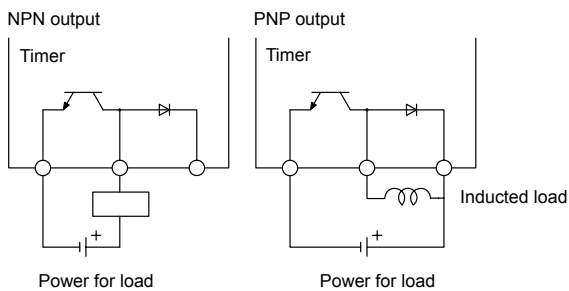 NPN output
Timer
+
Power for load
PNP output
Timer
Inducted load
+
Power for load